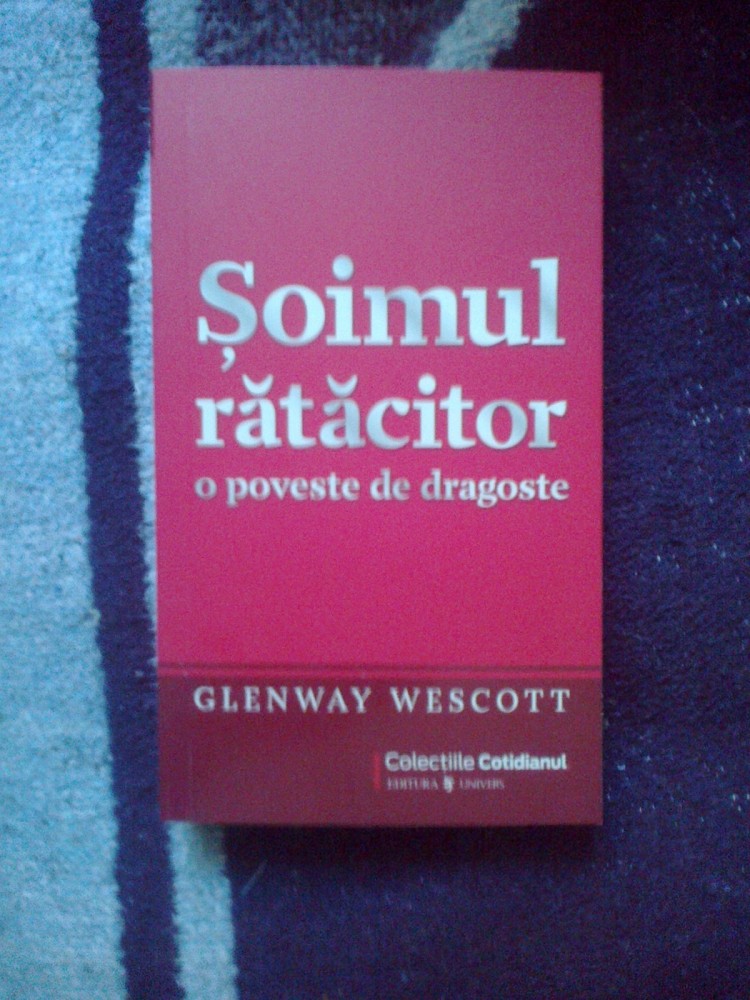 Șoimul
rătăcitor
o poveste de dragoste
GLENWAY WESCOTT
Colecțiile Cotidianul
EDITURA UNIVERS